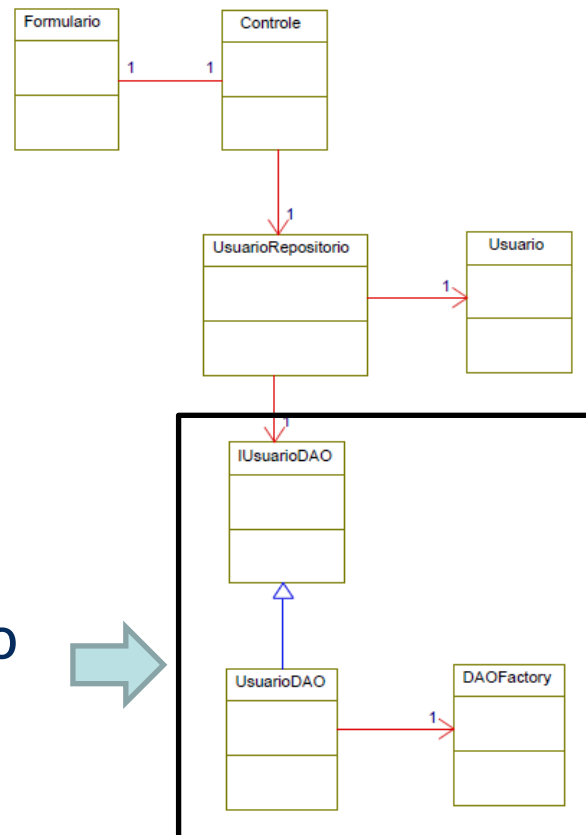 Formulario
Controle
1
1
1
UsuarioRepositorio
Usuario
1
1
IUsuarioDAO
UsuarioDAO
DAOFactory
1